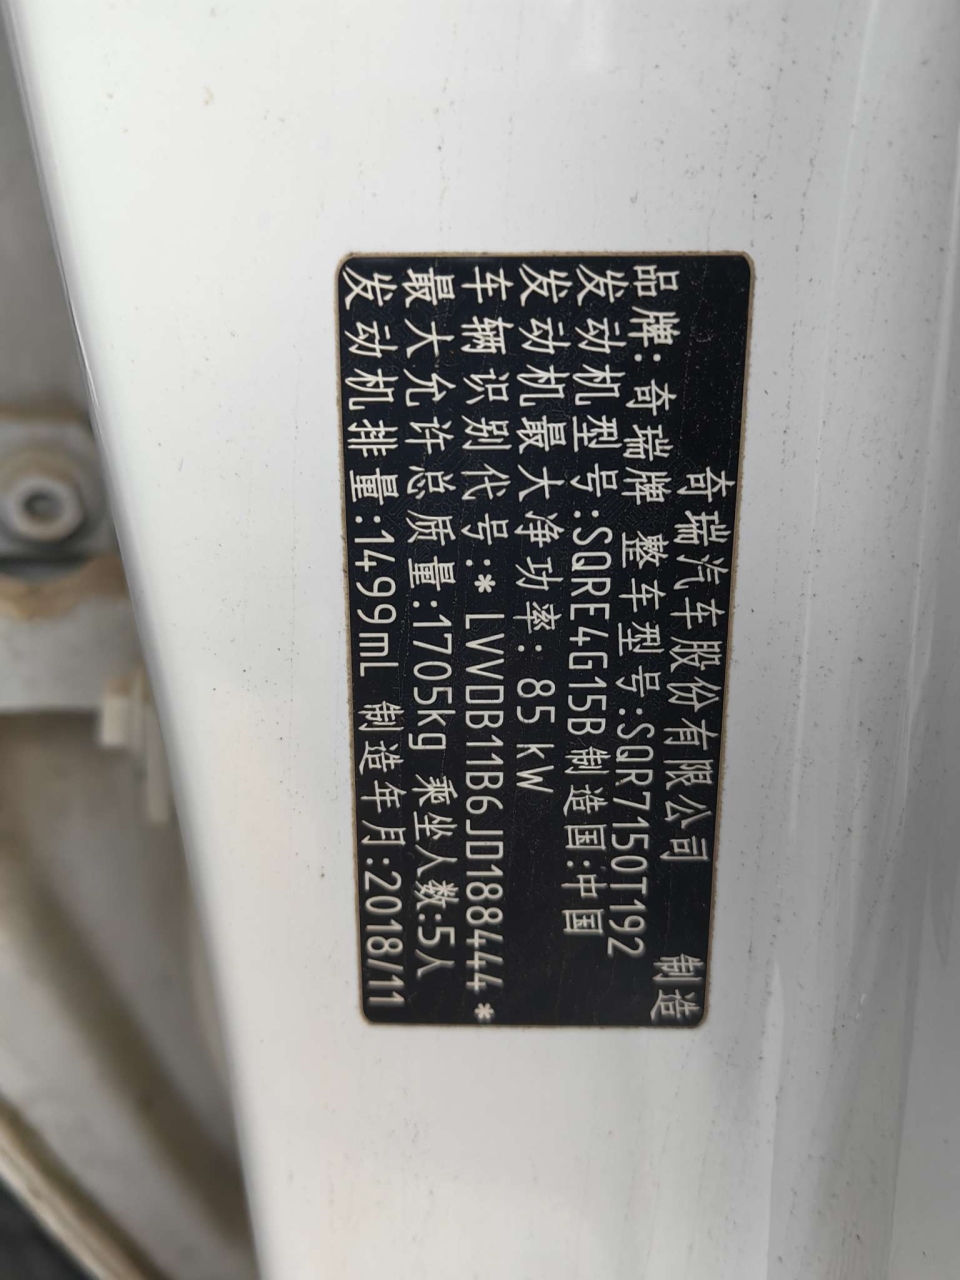 奇瑞汽车股份有限公司 制造
品牌:奇瑞牌 整车型号:SQR7150T192
发动机型号:SQRE4G15B 制造国:中国
发动机最大净功率:85 kW
车辆识别代号:* LVVDB11B6JD188444 *
最大允许总质量:1705kg 乘坐人数:5人
发动机排量:1499mL 制造年月:2018/11